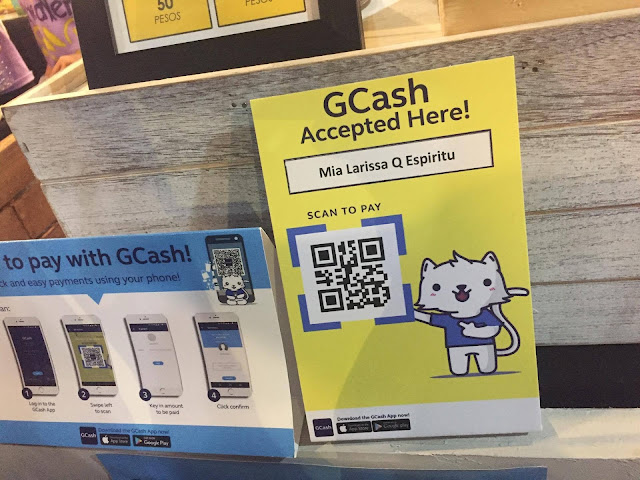 50
PESOS
PESOS
GCash
Accepted Here!
Mia Larissa Q Espiritu
SCAN TO PAY
Download the GCash App now!
GCash
App Store
Google play
to pay with GCash!
and easy payments using your phone!
1
Log in to the
GCash App
2
Swipe left
to scan
3
Key in amount
to be paid
4
Click confirm
Download the GCash App now!
GCash
App Store
Google Play